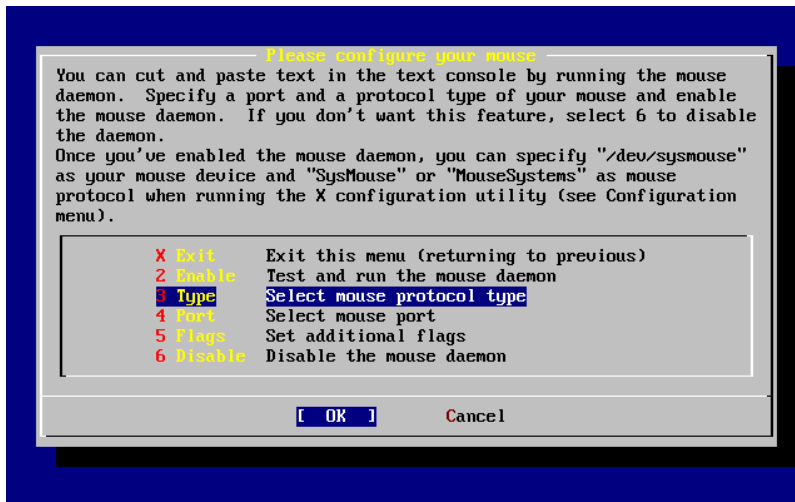 Please configure your mouse
You can cut and paste text in the text console by running the mouse
daemon.  Specify a port and a protocol type of your mouse and enable
the mouse daemon.  If you don't want this feature, select 6 to disable
the daemon.
Once you've enabled the mouse daemon, you can specify "/dev/sysmouse"
as your mouse device and "SysMouse" or "MouseSystems" as mouse
protocol when running the X configuration utility (see Configuration
menu).
X Exit Exit this menu (returning to previous)
2 Enable Test and run the mouse daemon
3 Type Select mouse protocol type
4 Port Select mouse port
5 Flags Set additional flags
6 Disable Disable the mouse daemon
[ OK ] Cancel